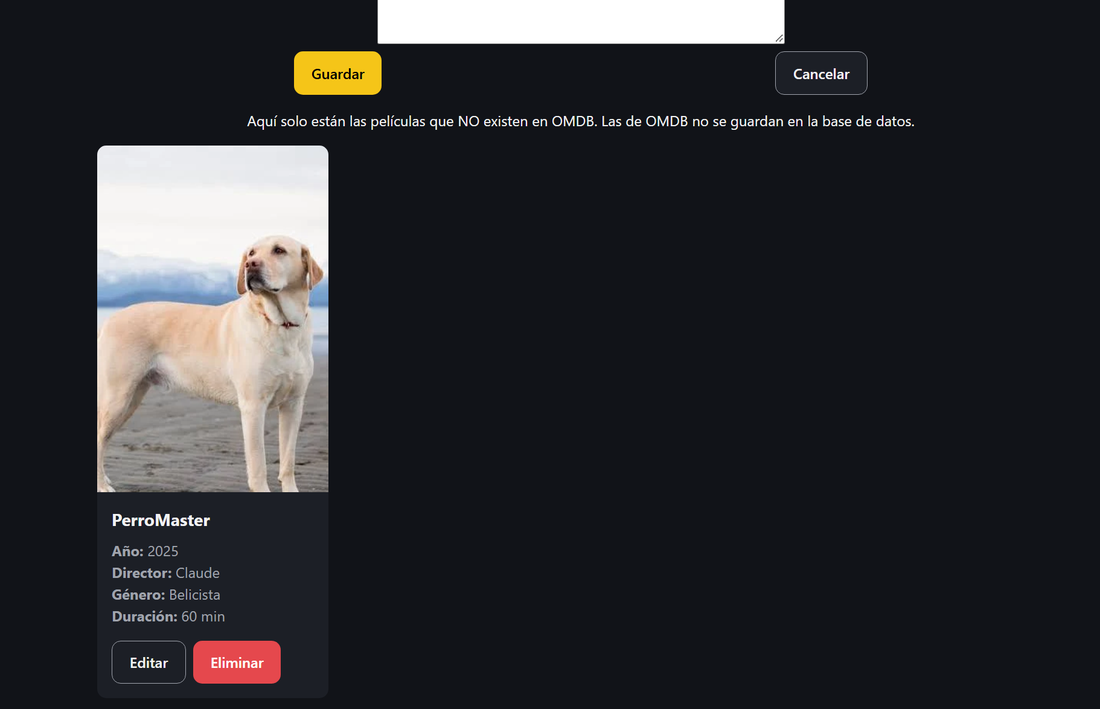 Guardar
Cancelar
Aquí solo están las películas que NO existen en OMDB. Las de OMDB no se guardan en la base de datos.
PerroMaster
Año: 2025
Director: Claude
Género: Belicista
Duración: 60 min
Editar
Eliminar